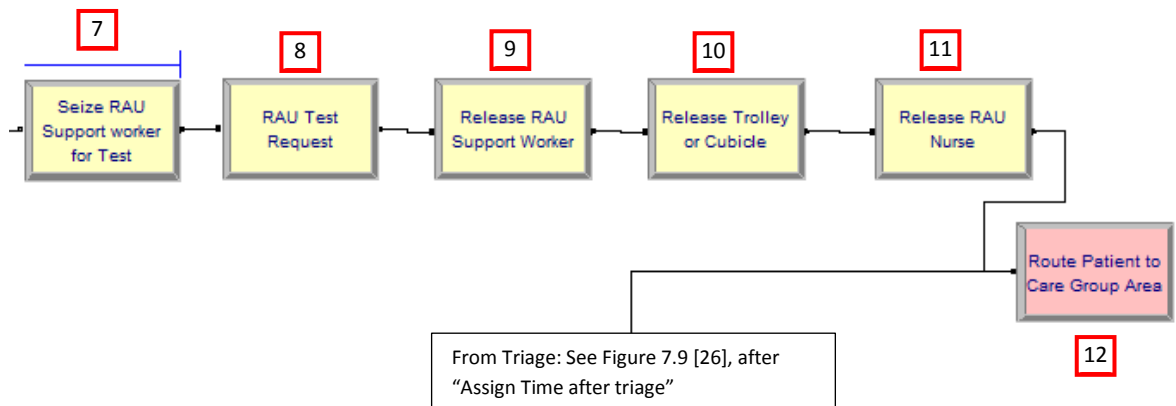 7
8
9
10
11
Seize RAU
Support worker
for Test
RAU Test
Request
Release RAU
Support Worker
Release Trolley
or Cubicle
Release RAU
Nurse
Route Patient to
Care Group Area
12
From Triage: See Figure 7.9 [26], after
“Assign Time after triage”